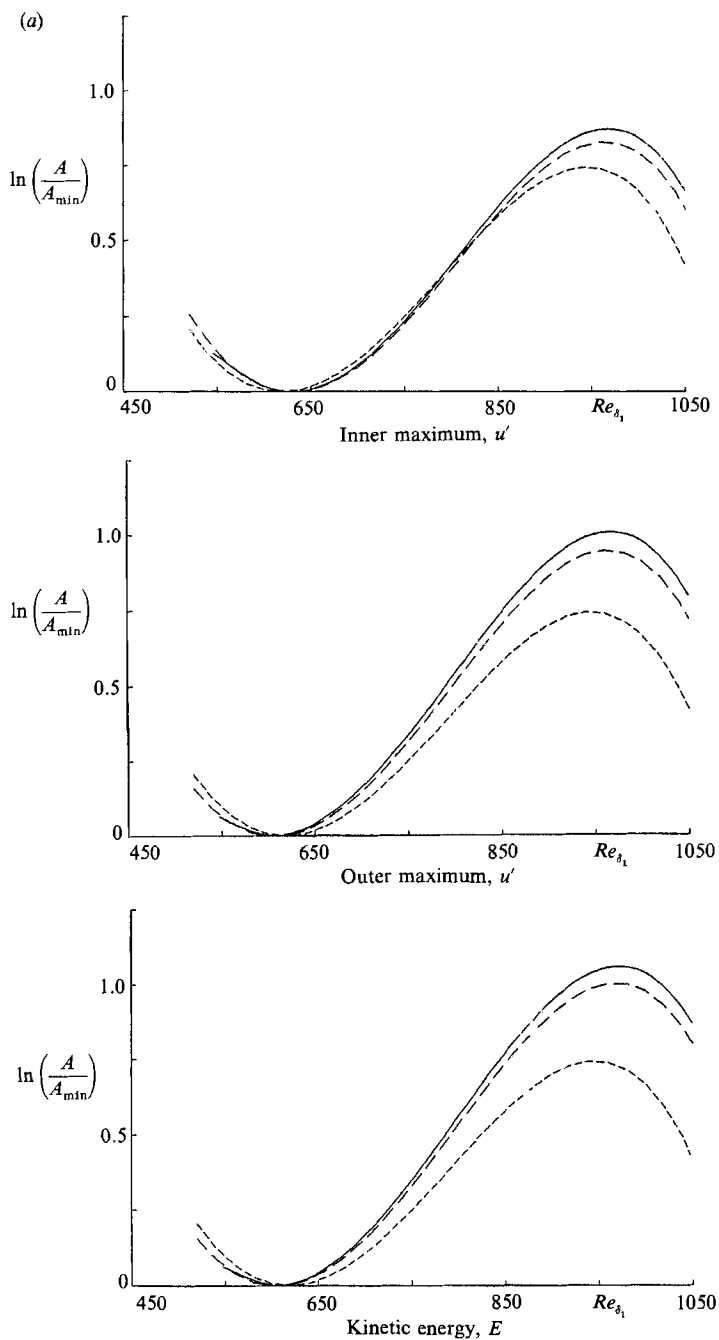 (a)
1.0
ln (A/A_min)
0.5
0
450 650 850 Re_δ₁ 1050
Inner maximum, u′
1.0
ln (A/A_min)
0.5
0
450 650 850 Re_δ₁ 1050
Outer maximum, u′
1.0
ln (A/A_min)
0.5
0
450 650 850 Re_δ₁ 1050
Kinetic energy, E